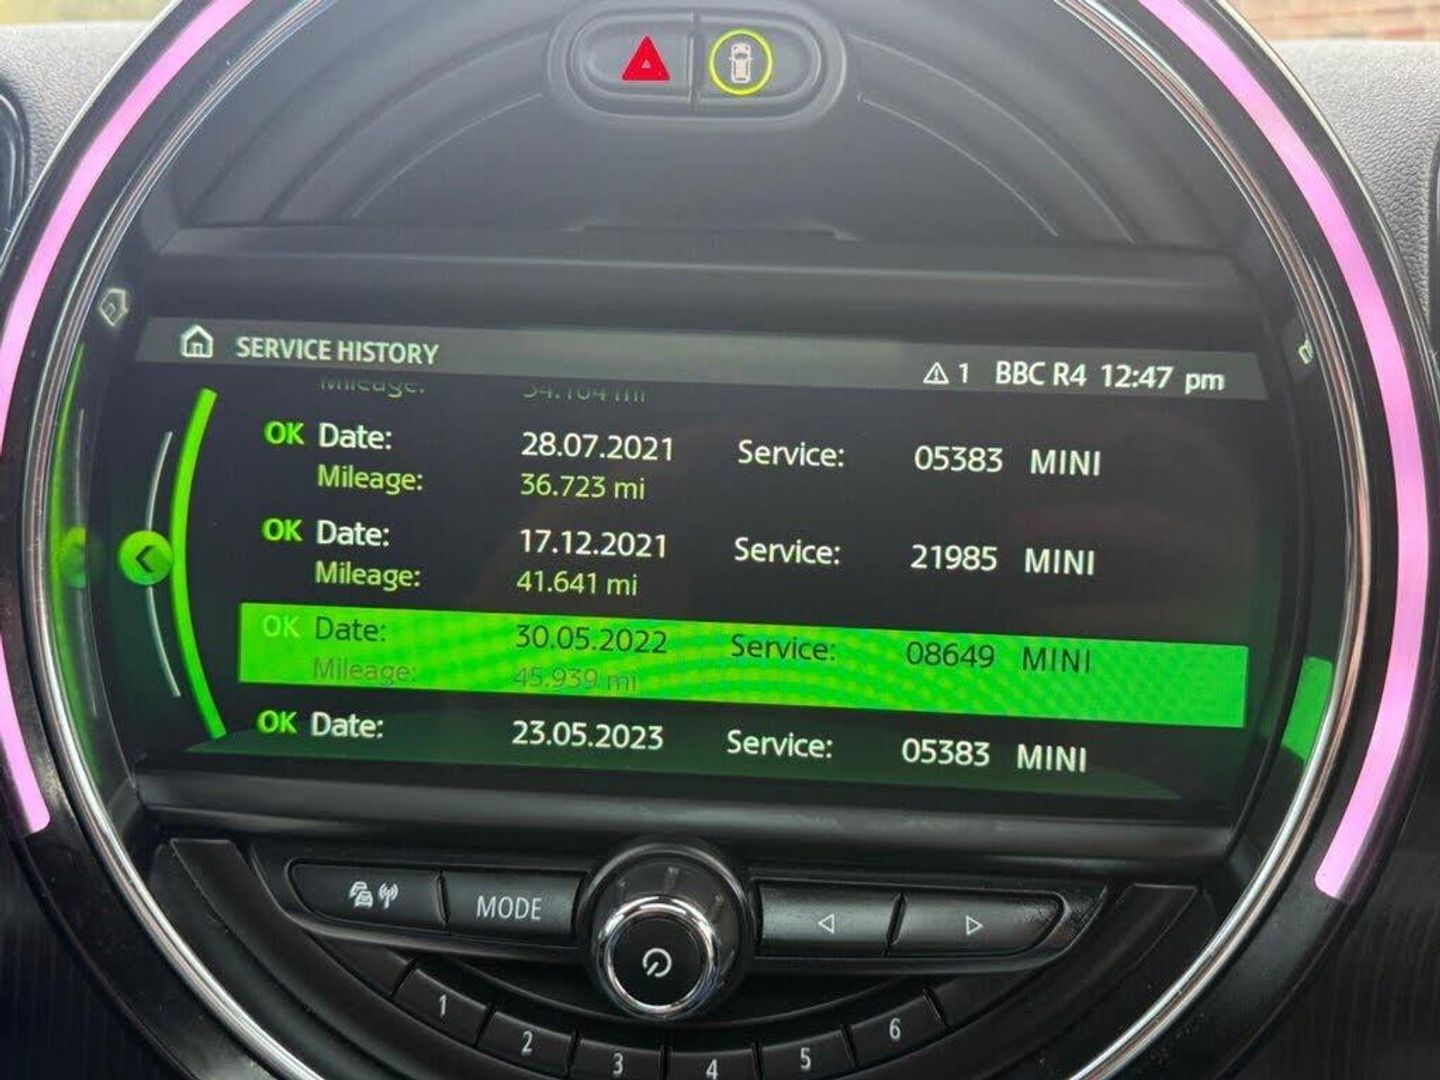 SERVICE HISTORY 1 BBC R4 12:47 pm
Mileage: mi
OK Date: 28.07.2021 Service: 05383 MINI
Mileage: 36.723 mi
OK Date: 17.12.2021 Service: 21985 MINI
Mileage: 41.641 mi
OK Date: 30.05.2022 Service: 08649 MINI
Mileage: 45.939 mi
OK Date: 23.05.2023 Service: 05383 MINI
MODE
1 2 3 4 5 6